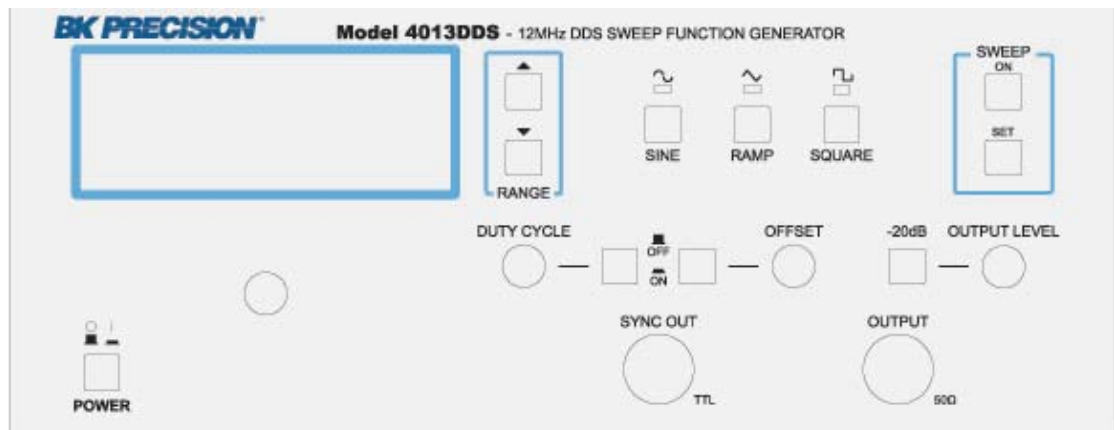 BK PRECISION®
Model 4013DDS - 12MHz DDS SWEEP FUNCTION GENERATOR
SWEEP
ON
SET
SINE
RAMP
SQUARE
RANGE
DUTY CYCLE
OFF
ON
OFFSET
-20dB
OUTPUT LEVEL
SYNC OUT
TTL
OUTPUT
50Ω
O |
POWER